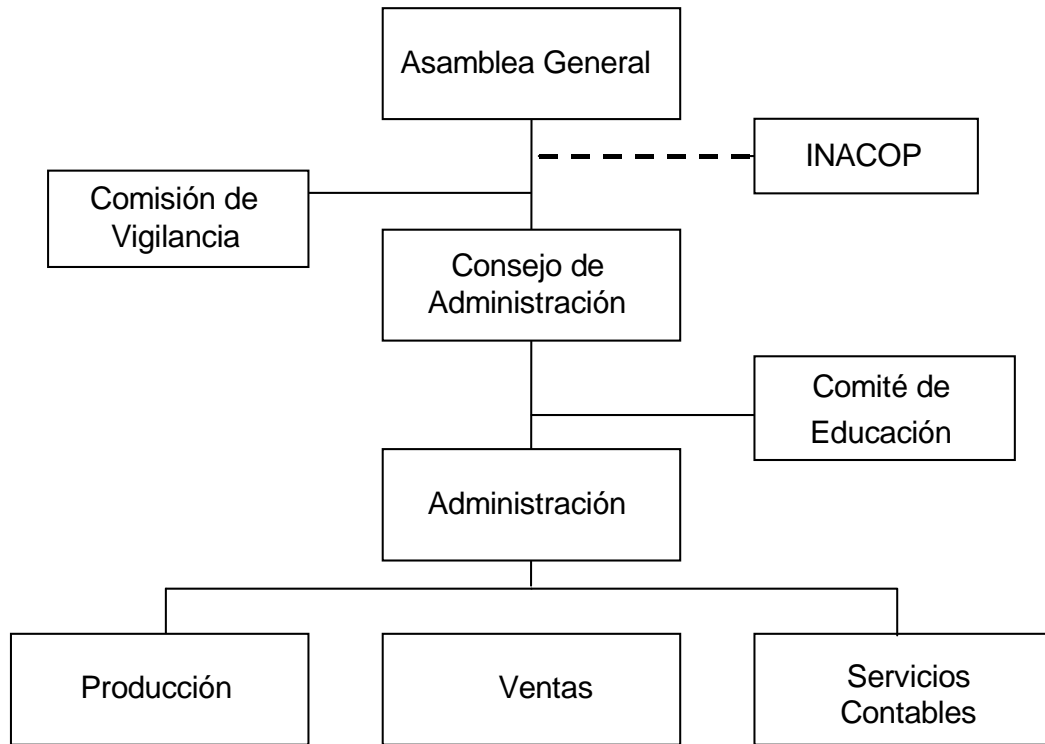 Asamblea General
INACOP
Comisión de
Vigilancia
Consejo de
Administración
Comité de
Educación
Administración
Producción
Ventas
Servicios
Contables